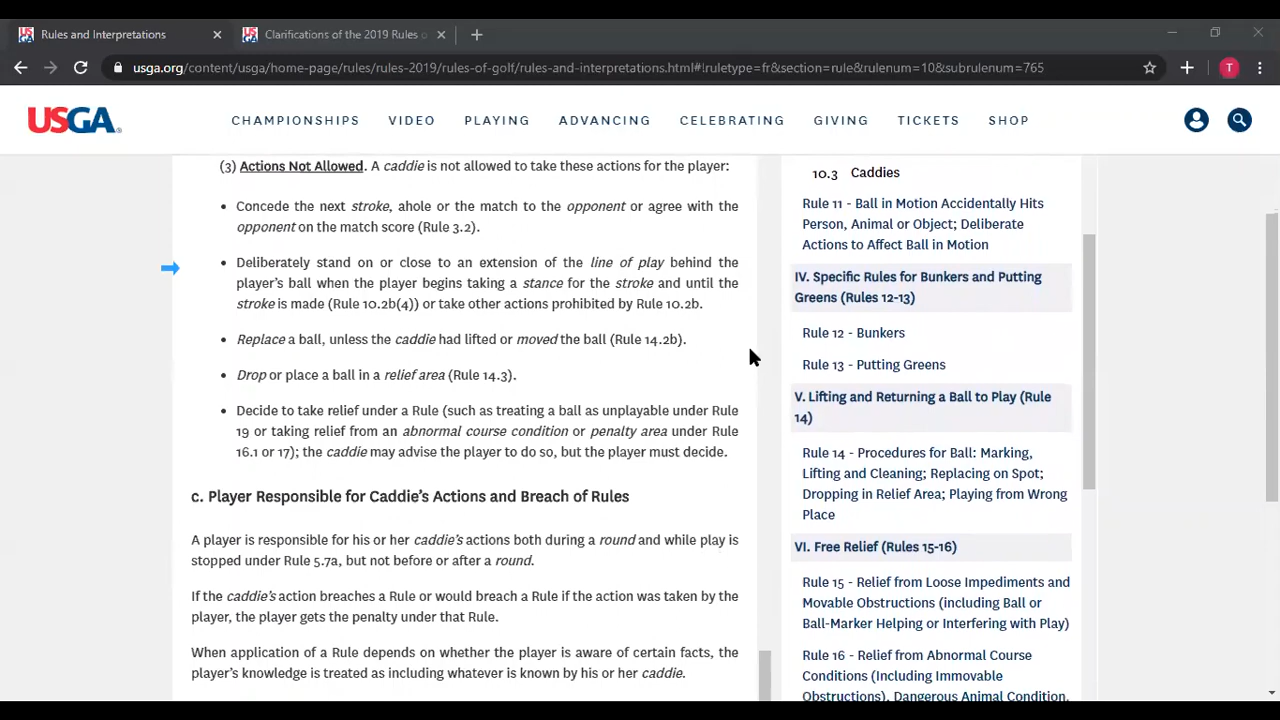 Rules and Interpretations
Clarifications of the 2019 Rules o
usga.org/content/usga/home-page/rules/rules-2019/rules-of-golf/rules-and-interpretations.html#!ruletype=fr&section=rule&rulenum=10&subrulenum=765
T
USGA
CHAMPIONSHIPS VIDEO PLAYING ADVANCING CELEBRATING GIVING TICKETS SHOP
(3) Actions Not Allowed. A caddie is not allowed to take these actions for the player:
• Concede the next stroke, ahole or the match to the opponent or agree with the
opponent on the match score (Rule 3.2).
• Deliberately stand on or close to an extension of the line of play behind the
player's ball when the player begins taking a stance for the stroke and until the
stroke is made (Rule 10.2b(4)) or take other actions prohibited by Rule 10.2b.
• Replace a ball, unless the caddie had lifted or moved the ball (Rule 14.2b).
• Drop or place a ball in a relief area (Rule 14.3).
• Decide to take relief under a Rule (such as treating a ball as unplayable under Rule
19 or taking relief from an abnormal course condition or penalty area under Rule
16.1 or 17); the caddie may advise the player to do so, but the player must decide.
c. Player Responsible for Caddie's Actions and Breach of Rules
A player is responsible for his or her caddie's actions both during a round and while play is
stopped under Rule 5.7a, but not before or after a round.
If the caddie's action breaches a Rule or would breach a Rule if the action was taken by the
player, the player gets the penalty under that Rule.
When application of a Rule depends on whether the player is aware of certain facts, the
player's knowledge is treated as including whatever is known by his or her caddie.
10.3 Caddies
Rule 11 - Ball in Motion Accidentally Hits
Person, Animal or Object; Deliberate
Actions to Affect Ball in Motion
IV. Specific Rules for Bunkers and Putting
Greens (Rules 12-13)
Rule 12 - Bunkers
Rule 13 - Putting Greens
V. Lifting and Returning a Ball to Play (Rule
14)
Rule 14 - Procedures for Ball: Marking,
Lifting and Cleaning; Replacing on Spot;
Dropping in Relief Area; Playing from Wrong
Place
VI. Free Relief (Rules 15-16)
Rule 15 - Relief from Loose Impediments and
Movable Obstructions (including Ball or
Ball-Marker Helping or Interfering with Play)
Rule 16 - Relief from Abnormal Course
Conditions (Including Immovable
Obstructions), Dangerous Animal Condition,